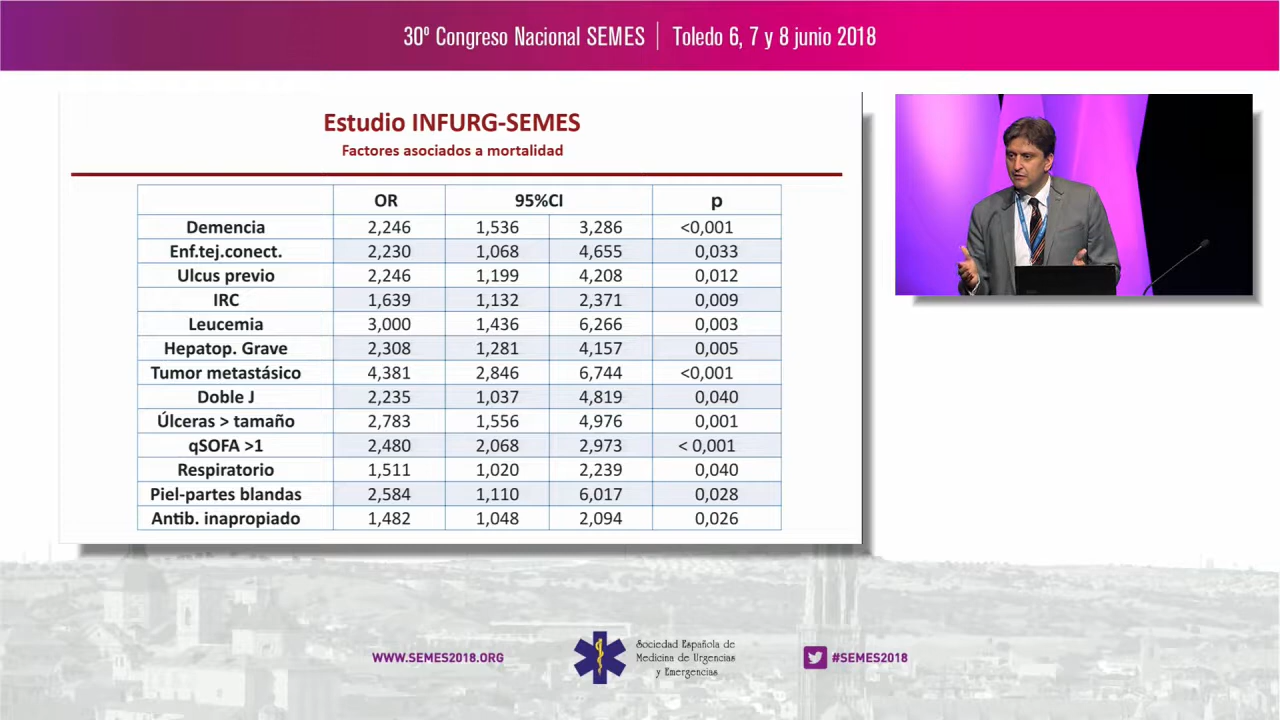 30º Congreso Nacional SEMES | Toledo 6, 7 y 8 junio 2018
Estudio INFURG-SEMES
Factores asociados a mortalidad
OR 95%CI p
Demencia 2,246 1,536 3,286 <0,001
Enf.tej.conect. 2,230 1,068 4,655 0,033
Ulcus previo 2,246 1,199 4,208 0,012
IRC 1,639 1,132 2,371 0,009
Leucemia 3,000 1,436 6,266 0,003
Hepatop. Grave 2,308 1,281 4,157 0,005
Tumor metastásico 4,381 2,846 6,744 <0,001
Doble J 2,235 1,037 4,819 0,040
Úlceras > tamaño 2,783 1,556 4,976 0,001
qSOFA >1 2,480 2,068 2,973 < 0,001
Respiratorio 1,511 1,020 2,239 0,040
Piel-partes blandas 2,584 1,110 6,017 0,028
Antib. inapropiado 1,482 1,048 2,094 0,026
WWW.SEMES2018.ORG
Sociedad Española de
Medicina de Urgencias
y Emergencias
#SEMES2018